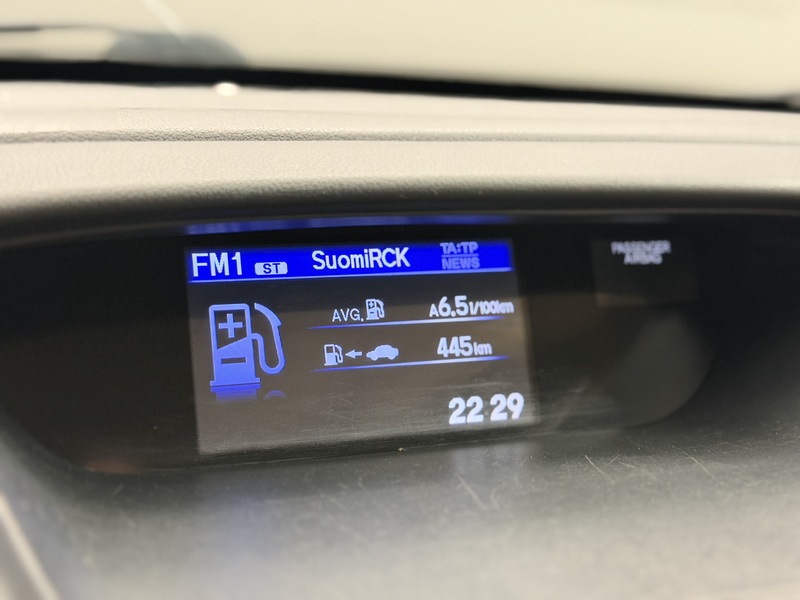 FM1 ST SuomiRCK TA:TP
NEWS
AVG. A6.5l/100km
445km
22:29
PASSENGER
AIRBAG